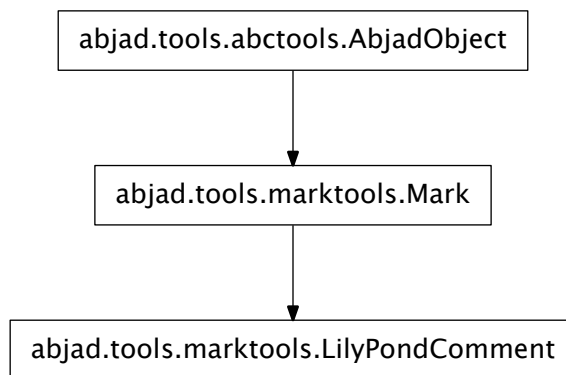 abjad.tools.abctools.AbjadObject
abjad.tools.marktools.Mark
abjad.tools.marktools.LilyPondComment